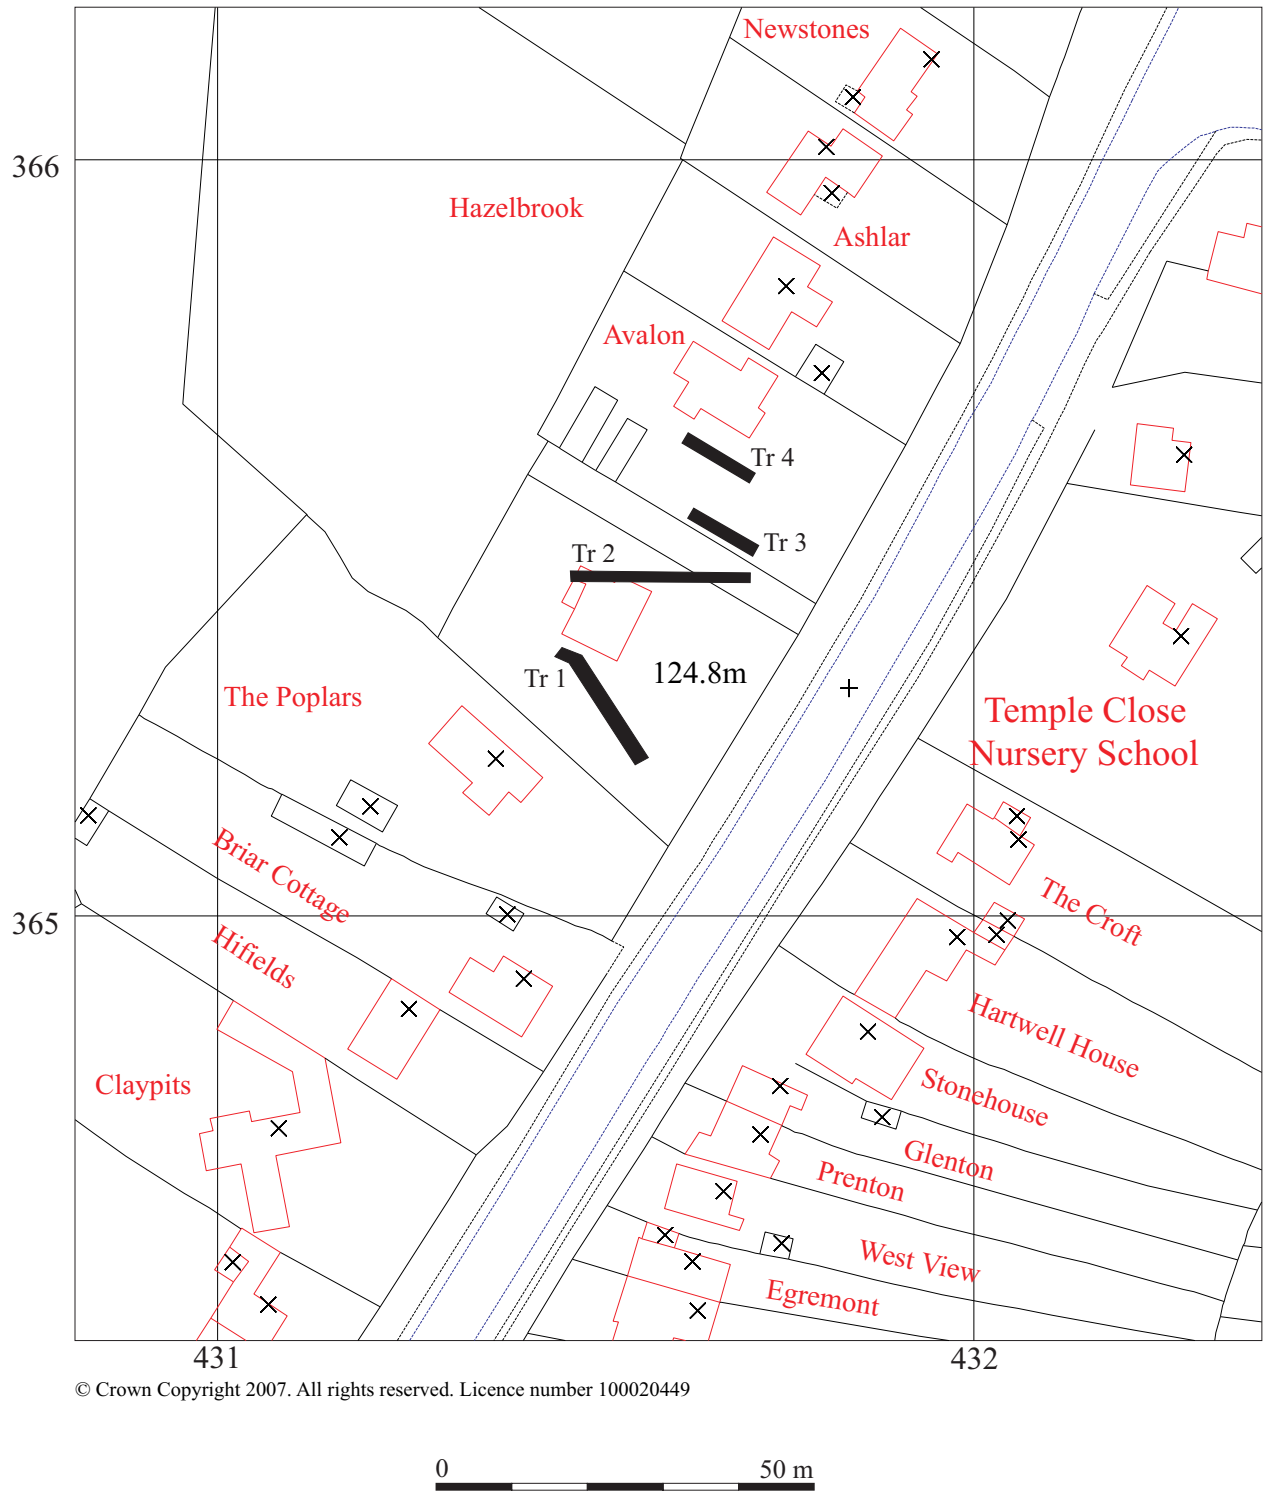 Newstones
366
Hazelbrook
Ashlar
Avalon
Tr 4
Tr 3
Tr 2
Tr 1
124.8m
The Poplars
Temple Close
Nursery School
Briar Cottage
The Croft
365
Hifields
Hartwell House
Claypits
Stonehouse
Glenton
Prenton
West View
Egremont
431
432
© Crown Copyright 2007. All rights reserved. Licence number 100020449
0
50 m